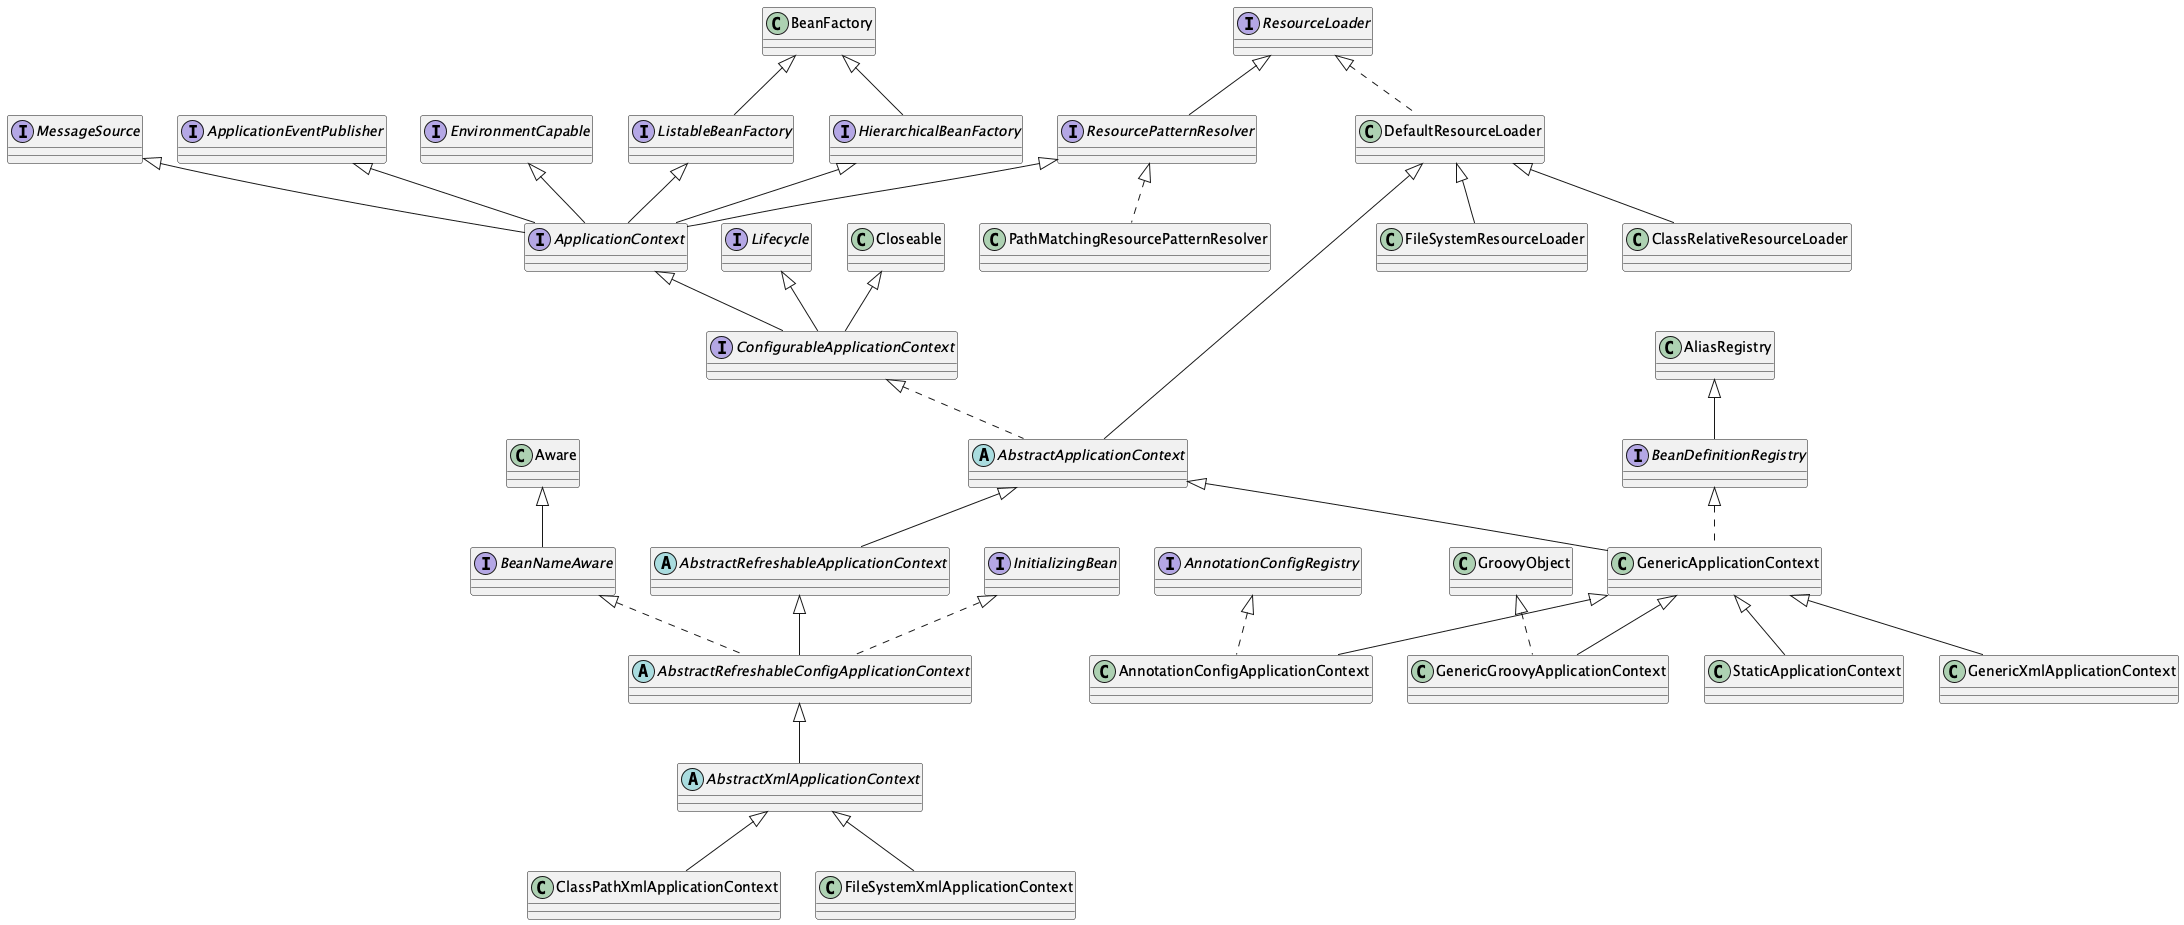 C BeanFactory
I ResourceLoader
I MessageSource
I ApplicationEventPublisher
I EnvironmentCapable
I ListableBeanFactory
I HierarchicalBeanFactory
I ResourcePatternResolver
C DefaultResourceLoader
I ApplicationContext
I Lifecycle
C Closeable
C PathMatchingResourcePatternResolver
C FileSystemResourceLoader
C ClassRelativeResourceLoader
I ConfigurableApplicationContext
C AliasRegistry
C Aware
A AbstractApplicationContext
I BeanDefinitionRegistry
I BeanNameAware
A AbstractRefreshableApplicationContext
I InitializingBean
I AnnotationConfigRegistry
C GroovyObject
C GenericApplicationContext
A AbstractRefreshableConfigApplicationContext
C AnnotationConfigApplicationContext
C GenericGroovyApplicationContext
C StaticApplicationContext
C GenericXmlApplicationContext
A AbstractXmlApplicationContext
C ClassPathXmlApplicationContext
C FileSystemXmlApplicationContext